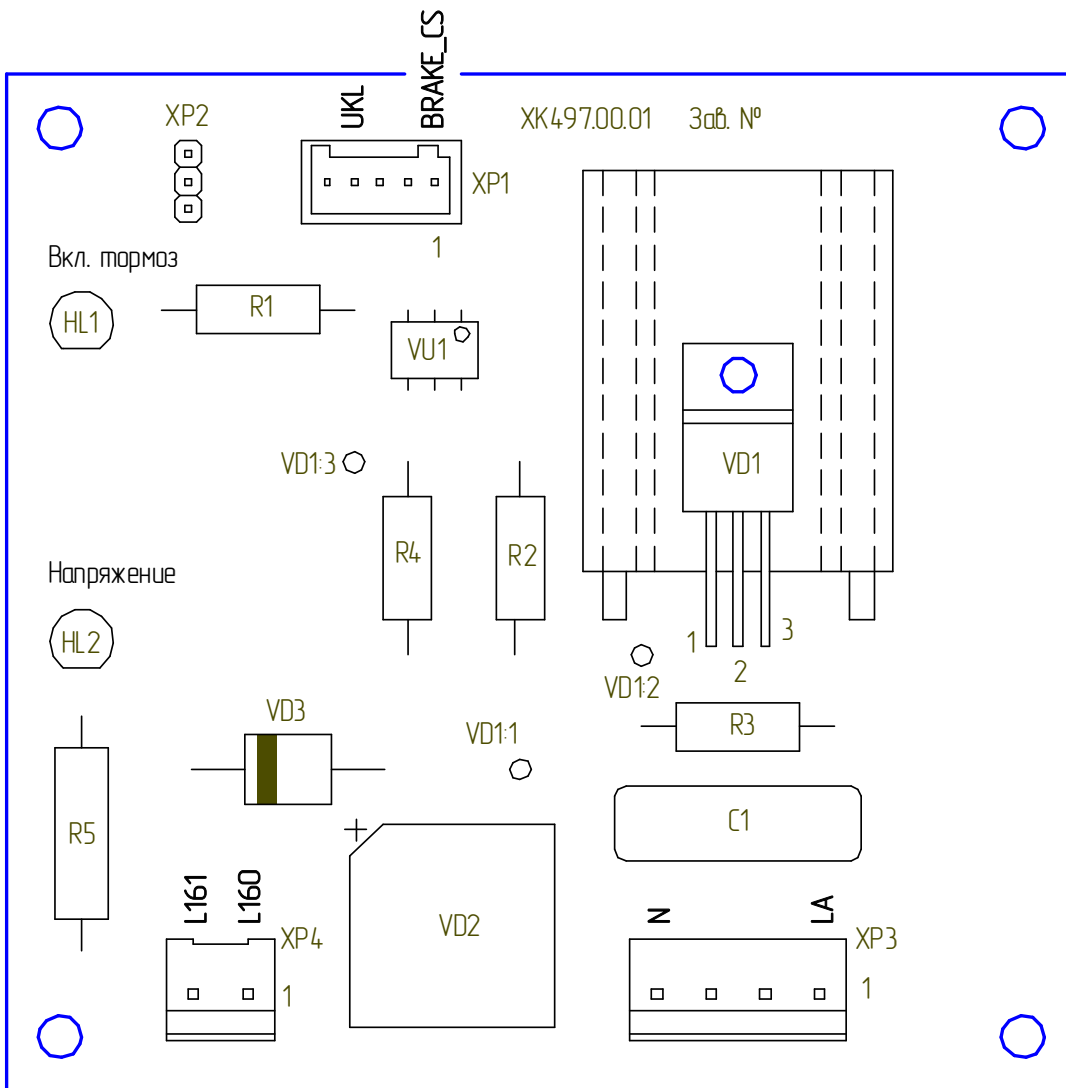 UKL
BRAKE_CS
XP2
XK497.00.01 Зав. №
XP1
1
Вкл. тормоз
HL1
R1
VU1
VD1:3
VD1
R4
R2
Напряжение
HL2
1
2
3
VD1:2
VD3
VD1:1
R3
R5
C1
L161
L160
VD2
N
LA
XP4
1
XP3
1